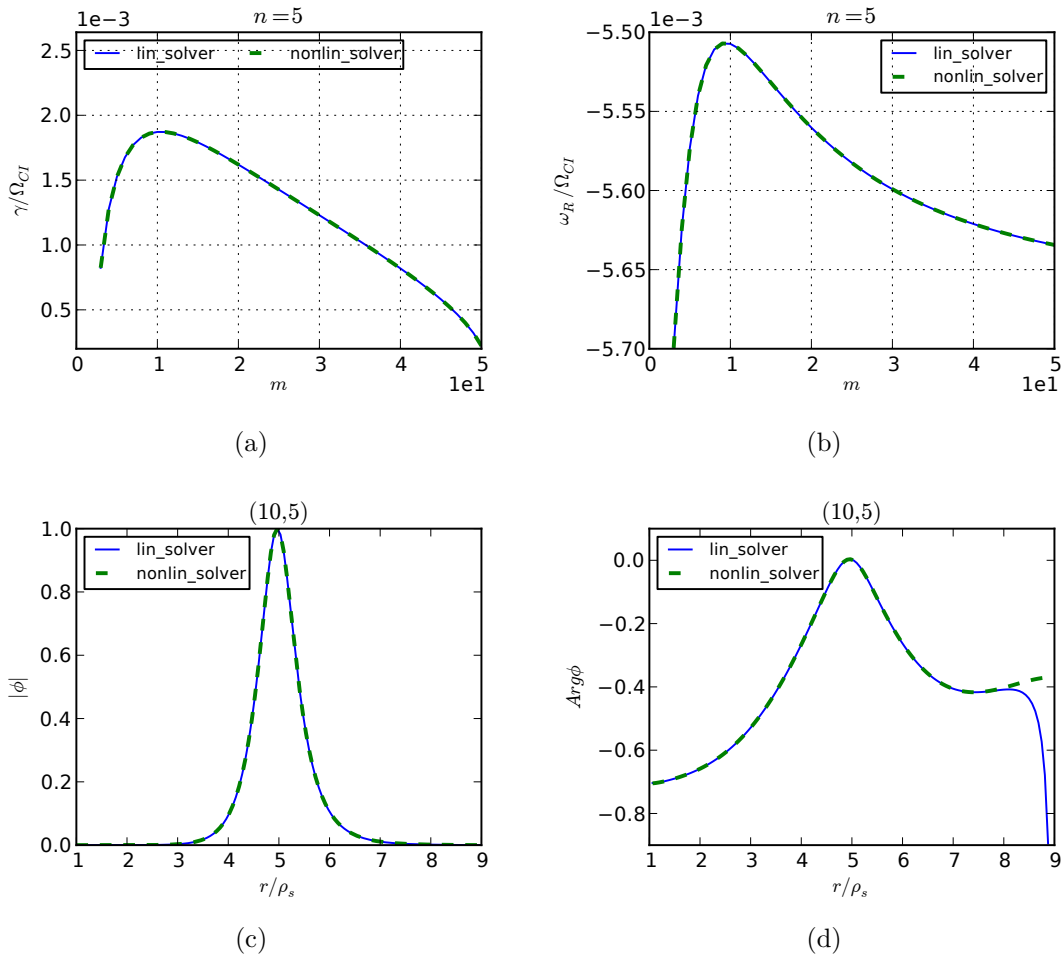 1e−3
n = 5
lin_solver
nonlin_solver
2.5
2.0
1.5
1.0
0.5
γ/Ω_CI
0 1 2 3 4 5
1e1
m
(a)
1e−3
n = 5
lin_solver
nonlin_solver
−5.50
−5.55
−5.60
−5.65
−5.70
ω_R/Ω_CI
0 1 2 3 4 5
1e1
m
(b)
(10,5)
lin_solver
nonlin_solver
1.0
0.8
0.6
0.4
0.2
0.0
|ϕ|
1 2 3 4 5 6 7 8 9
r/ρ_s
(c)
(10,5)
lin_solver
nonlin_solver
0.0
−0.2
−0.4
−0.6
−0.8
Argϕ
1 2 3 4 5 6 7 8 9
r/ρ_s
(d)